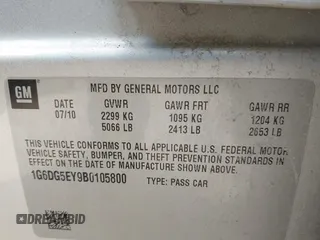 GM
MFD BY GENERAL MOTORS LLC
DATE GVWR GAWR FRT GAWR RR
07/10 2299 KG 1095 KG 1204 KG
5066 LB 2413 LB 2653 LB
THIS VEHICLE CONFORMS TO ALL APPLICABLE U.S. FEDERAL MOTOR
VEHICLE SAFETY, BUMPER, AND THEFT PREVENTION STANDARDS IN
EFFECT ON THE DATE OF MANUFACTURE SHOWN ABOVE.
1G6DG5EY9B0105800 TYPE: PASS CAR
AUTOHELPERBOT